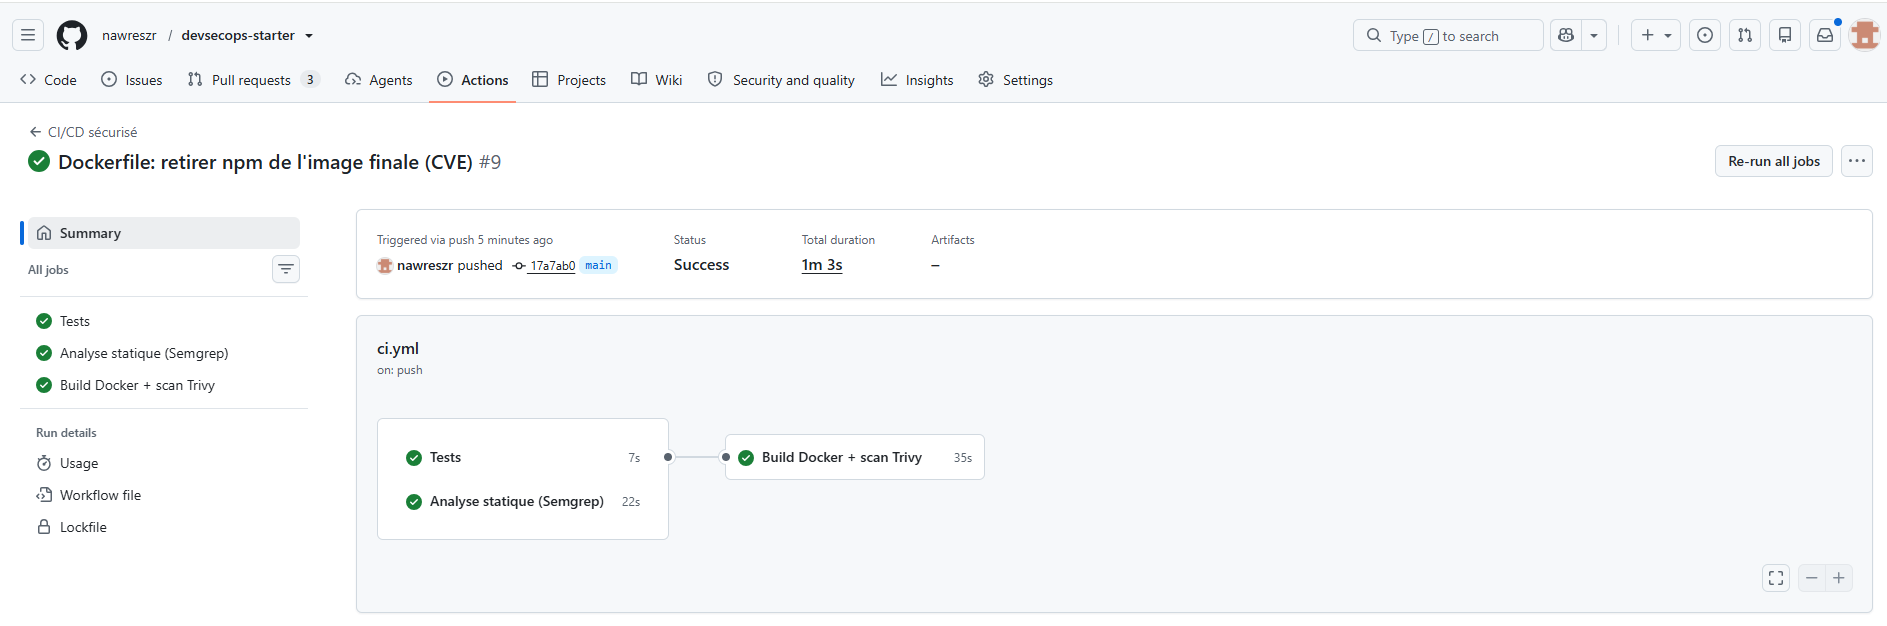 nawreszr / devsecops-starter
Type / to search
Code Issues Pull requests 3 Agents Actions Projects Wiki Security and quality Insights Settings
CI/CD sécurisé
Dockerfile: retirer npm de l'image finale (CVE) #9
Re-run all jobs
Summary
All jobs
Tests
Analyse statique (Semgrep)
Build Docker + scan Trivy
Run details
Usage
Workflow file
Lockfile
Triggered via push 5 minutes ago
nawreszr pushed 17a7ab0 main
Status
Success
Total duration
1m 3s
Artifacts
–
ci.yml
on: push
Tests 7s
Analyse statique (Semgrep) 22s
Build Docker + scan Trivy 35s